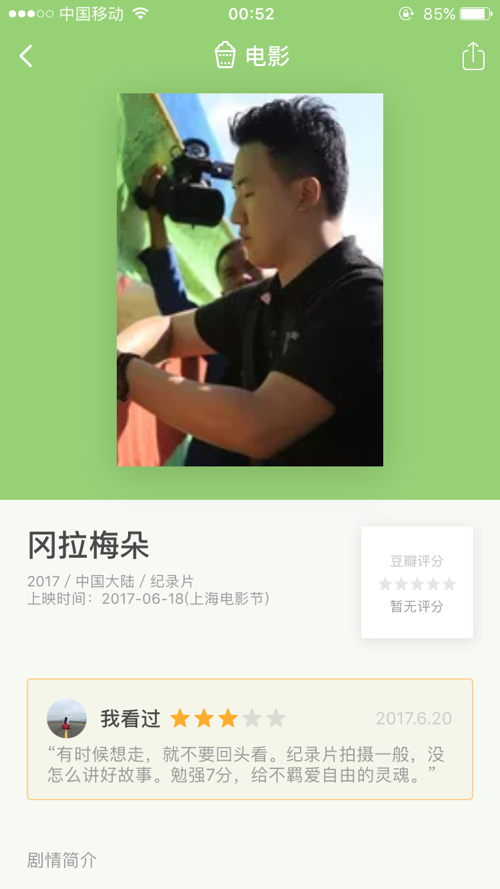 中国移动 00:52 85%
电影
冈拉梅朵
2017 / 中国大陆 / 纪录片
上映时间：2017-06-18(上海电影节)
豆瓣评分
暂无评分
我看过 2017.6.20
“有时候想走，就不要回头看。纪录片拍摄一般，没
怎么讲好故事。勉强7分，给不羁爱自由的灵魂。”
剧情简介